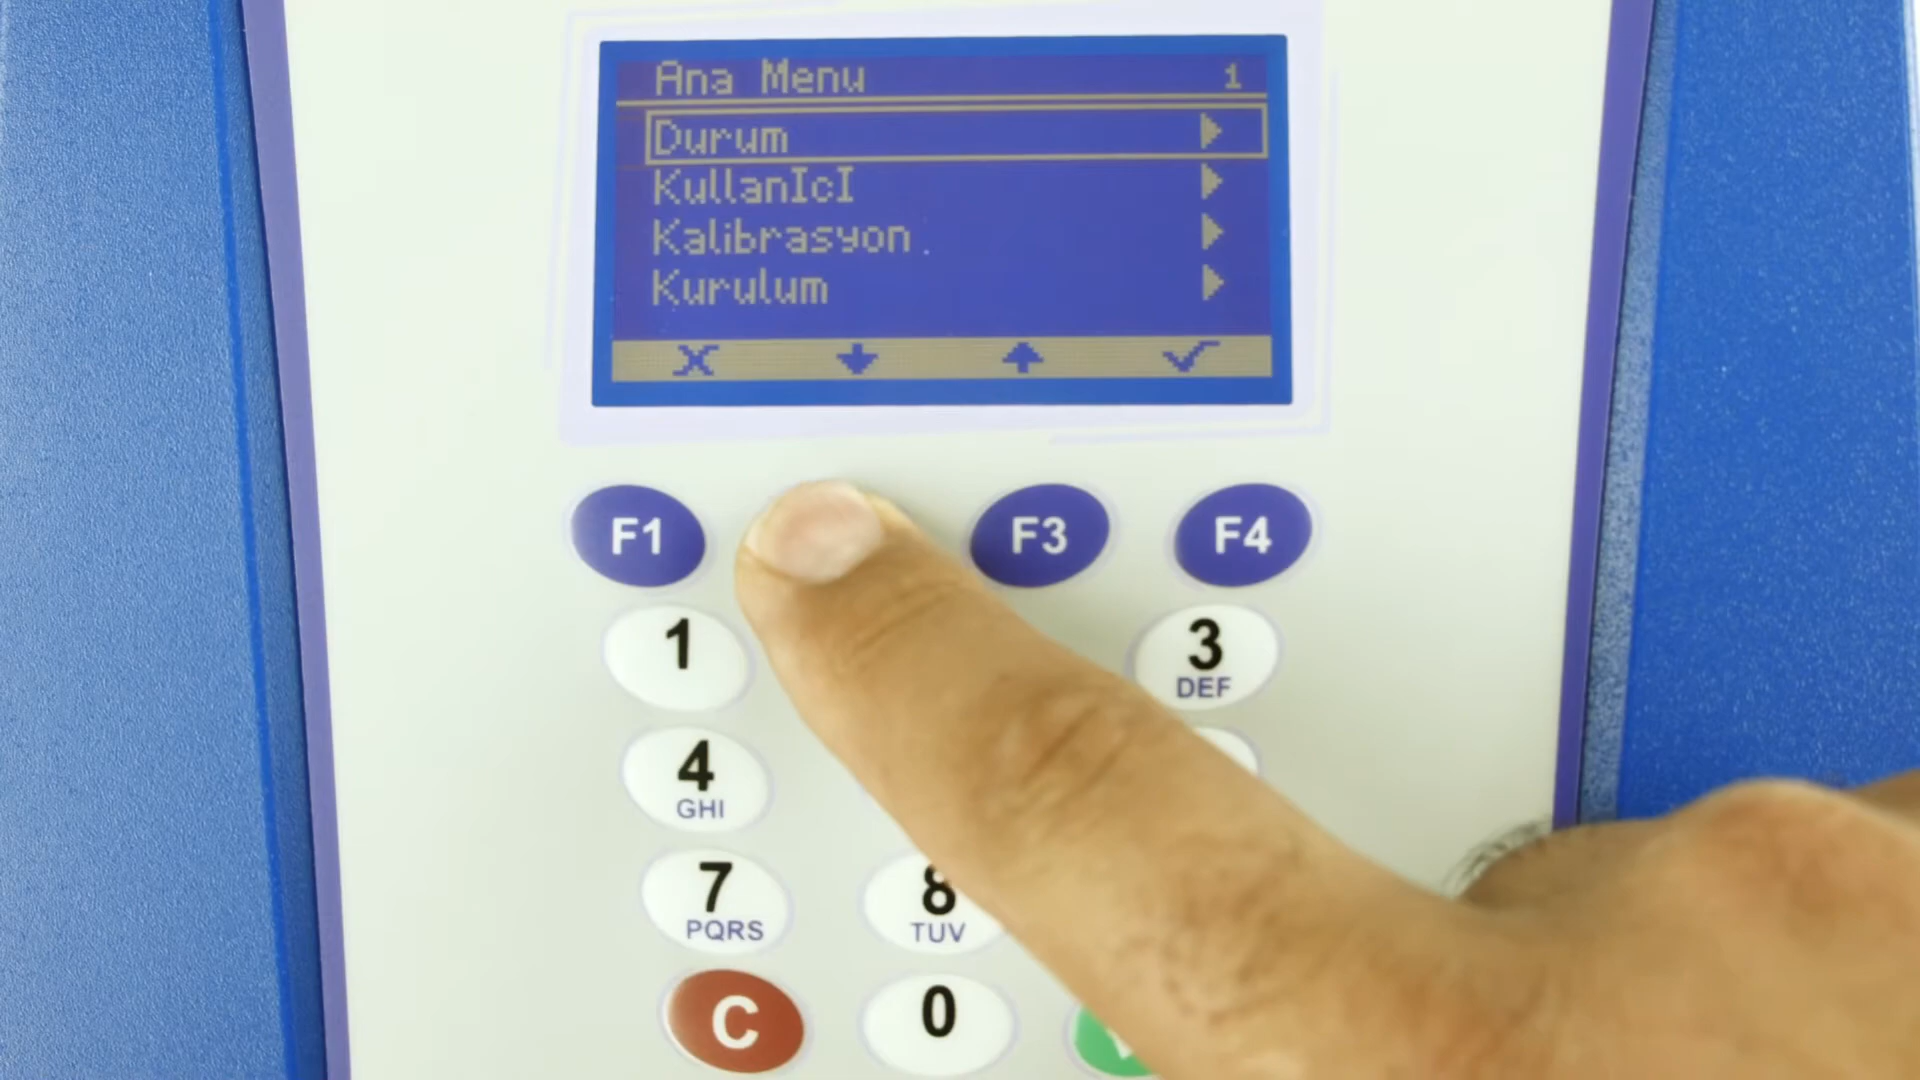 Ana Menu 1
Durum
KullanIcI
Kalibrasyon
Kurulum
F1 F3 F4
1 3
DEF
4
GHI
7 8
PQRS TUV
C 0